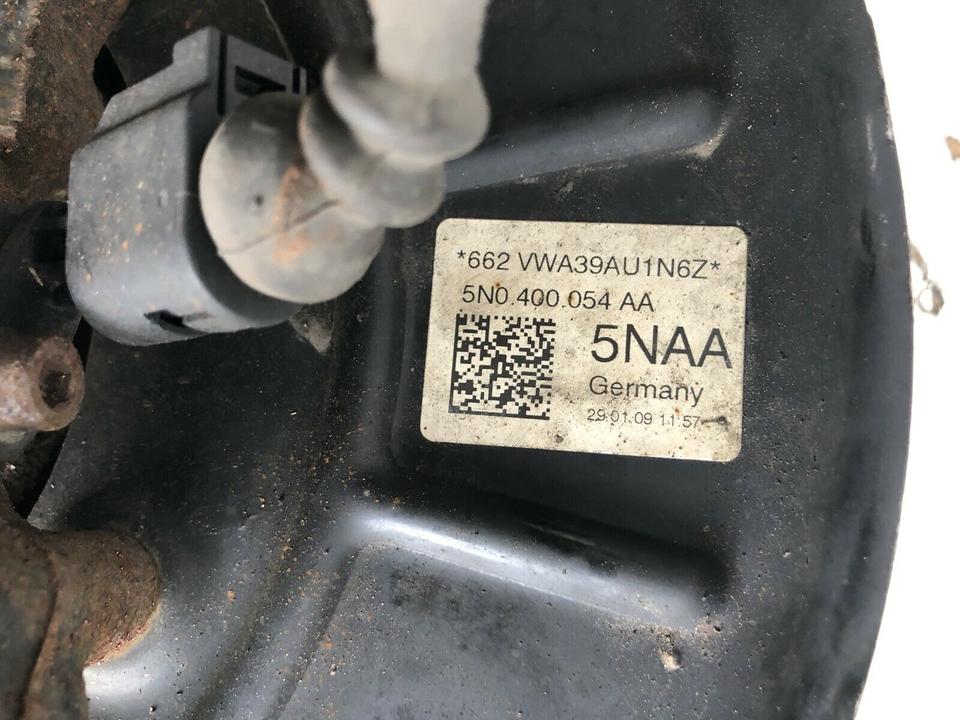 *662 VWA39AU1N6Z*
5N0.400.054 AA
5NAA
Germany
29.01.09 11:57